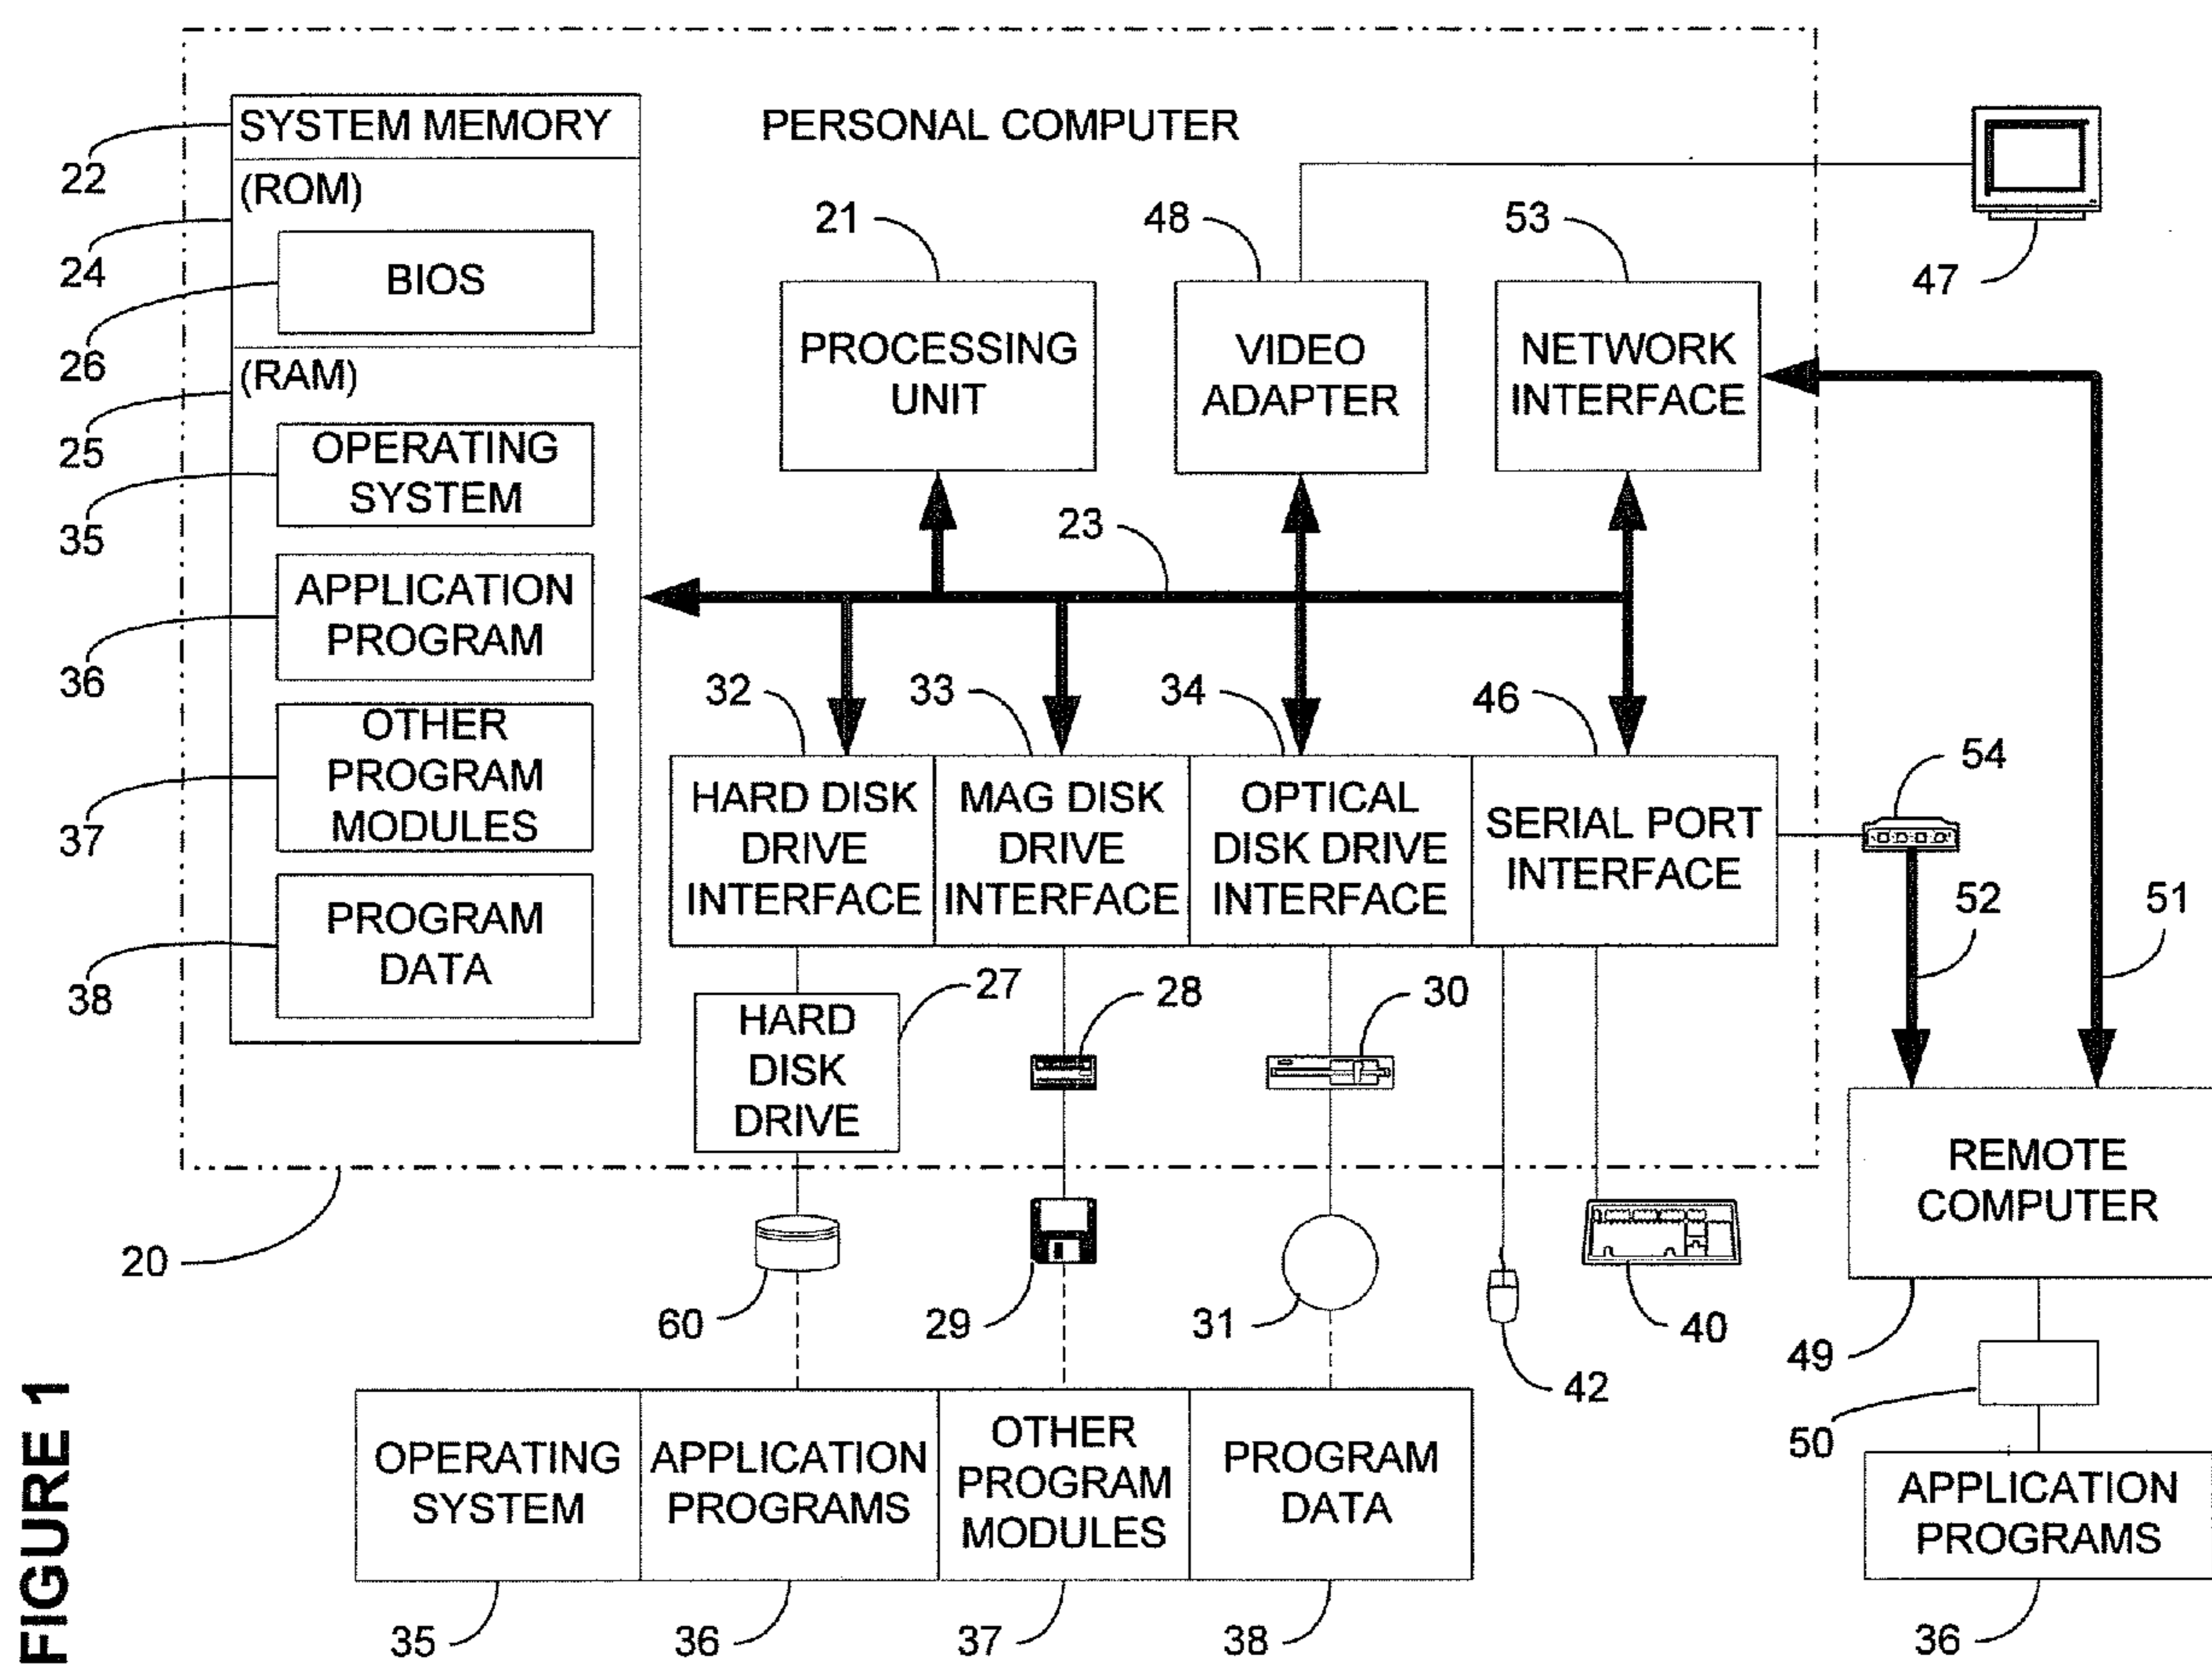 SYSTEM MEMORY
22
(ROM)
24
BIOS
26
(RAM)
25
OPERATING
SYSTEM
35
APPLICATION
PROGRAM
36
OTHER
PROGRAM
MODULES
37
PROGRAM
DATA
38
PERSONAL COMPUTER
21
PROCESSING
UNIT
48
VIDEO
ADAPTER
53
NETWORK
INTERFACE
47
23
32
HARD DISK
DRIVE
INTERFACE
33
MAG DISK
DRIVE
INTERFACE
34
OPTICAL
DISK DRIVE
INTERFACE
46
SERIAL PORT
INTERFACE
54
52
51
27
HARD
DISK
DRIVE
28
30
20
60
29
31
42
40
REMOTE
COMPUTER
49
50
APPLICATION
PROGRAMS
36
OPERATING
SYSTEM
35
APPLICATION
PROGRAMS
36
OTHER
PROGRAM
MODULES
37
PROGRAM
DATA
38
FIGURE 1